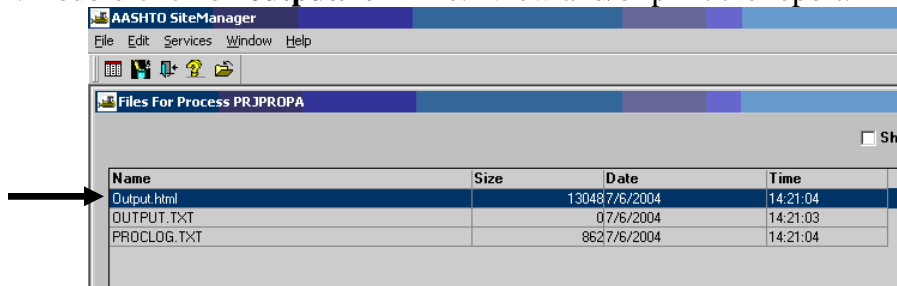 AASHTO SiteManager
File Edit Services Window Help
Files For Process PRJPROPA
Sh
Name Size Date Time
Output.html 13048 7/6/2004 14:21:04
OUTPUT.TXT 0 7/6/2004 14:21:03
PROCLOG.TXT 862 7/6/2004 14:21:04